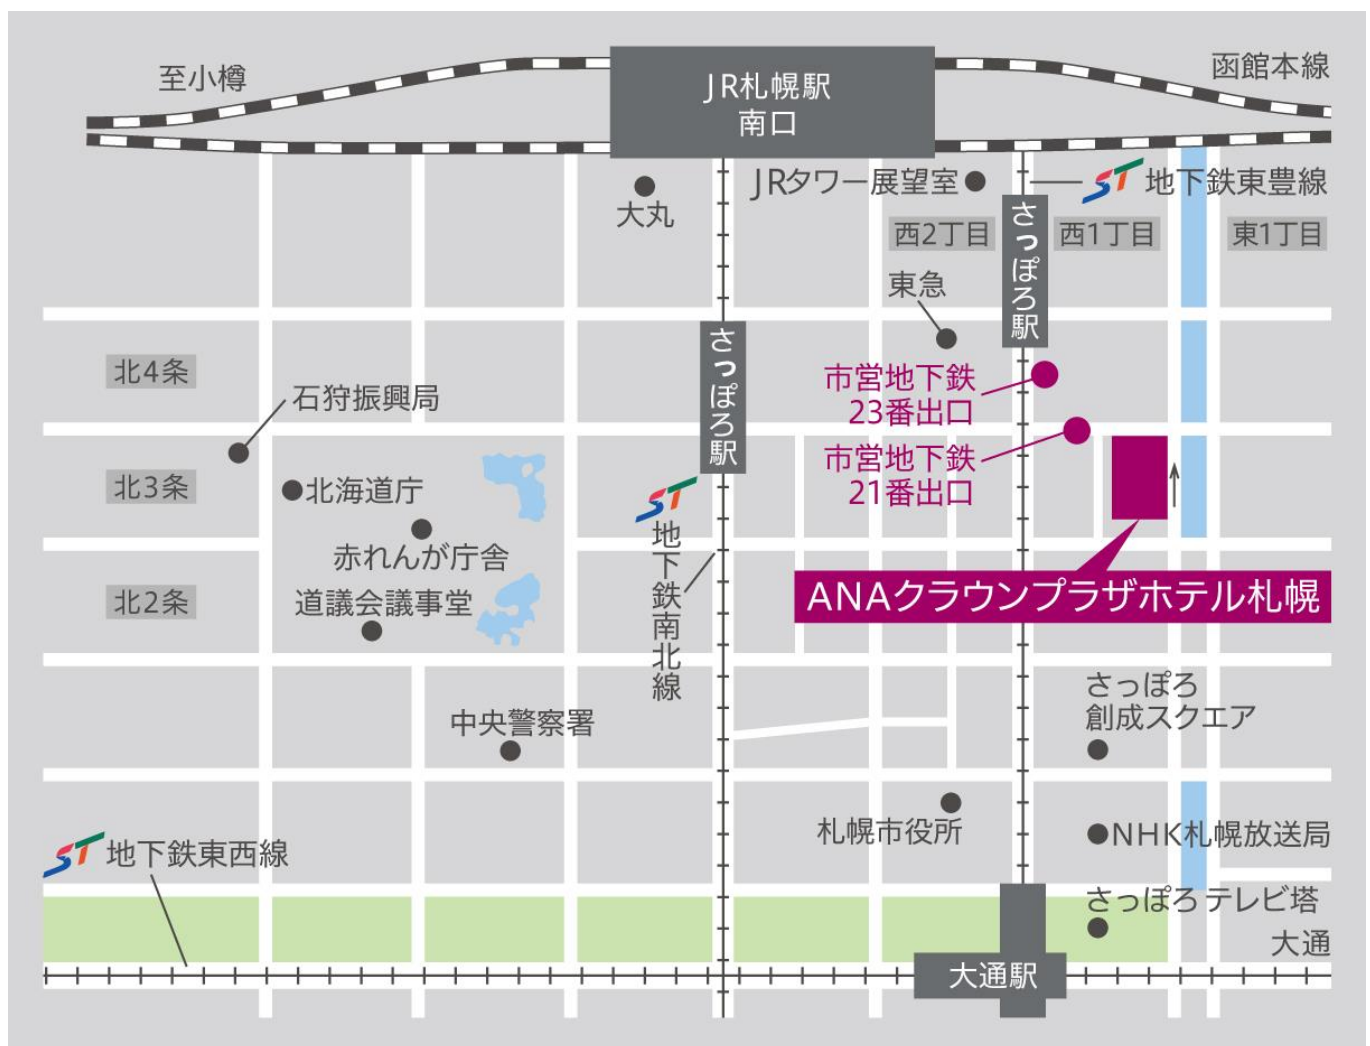 至小樽
JR札幌駅
南口
函館本線
大丸
JRタワー展望室
ST 地下鉄東豊線
西2丁目
西1丁目
東1丁目
さっぽろ駅
東急
さっぽろ駅
北4条
石狩振興局
市営地下鉄
23番出口
北3条
北海道庁
市営地下鉄
21番出口
ST
地下鉄南北線
赤れんが庁舎
北2条
道議会議事堂
ANAクラウンプラザホテル札幌
さっぽろ
創成スクエア
中央警察署
札幌市役所
NHK札幌放送局
ST 地下鉄東西線
さっぽろテレビ塔
大通
大通駅